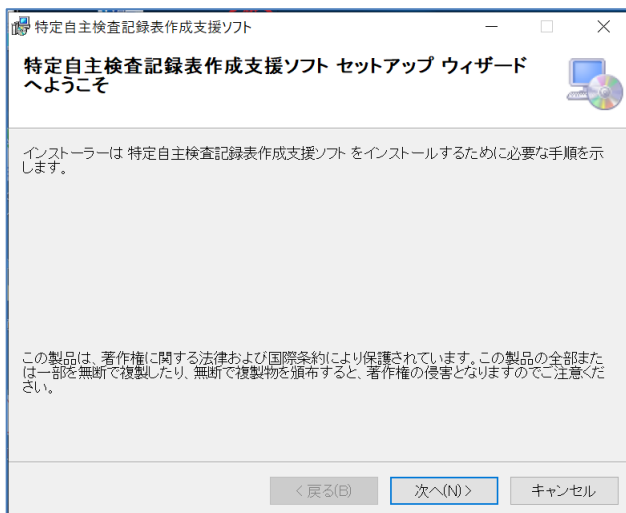 特定自主検査記録表作成支援ソフト
特定自主検査記録表作成支援ソフト セットアップ ウィザード
へようこそ
インストーラーは 特定自主検査記録表作成支援ソフト をインストールするために必要な手順を示
します。
この製品は、著作権に関する法律および国際条約により保護されています。この製品の全部また
は一部を無断で複製したり、無断で複製物を頒布すると、著作権の侵害となりますのでご注意くだ
さい。
< 戻る(B)
次へ(N) >
キャンセル